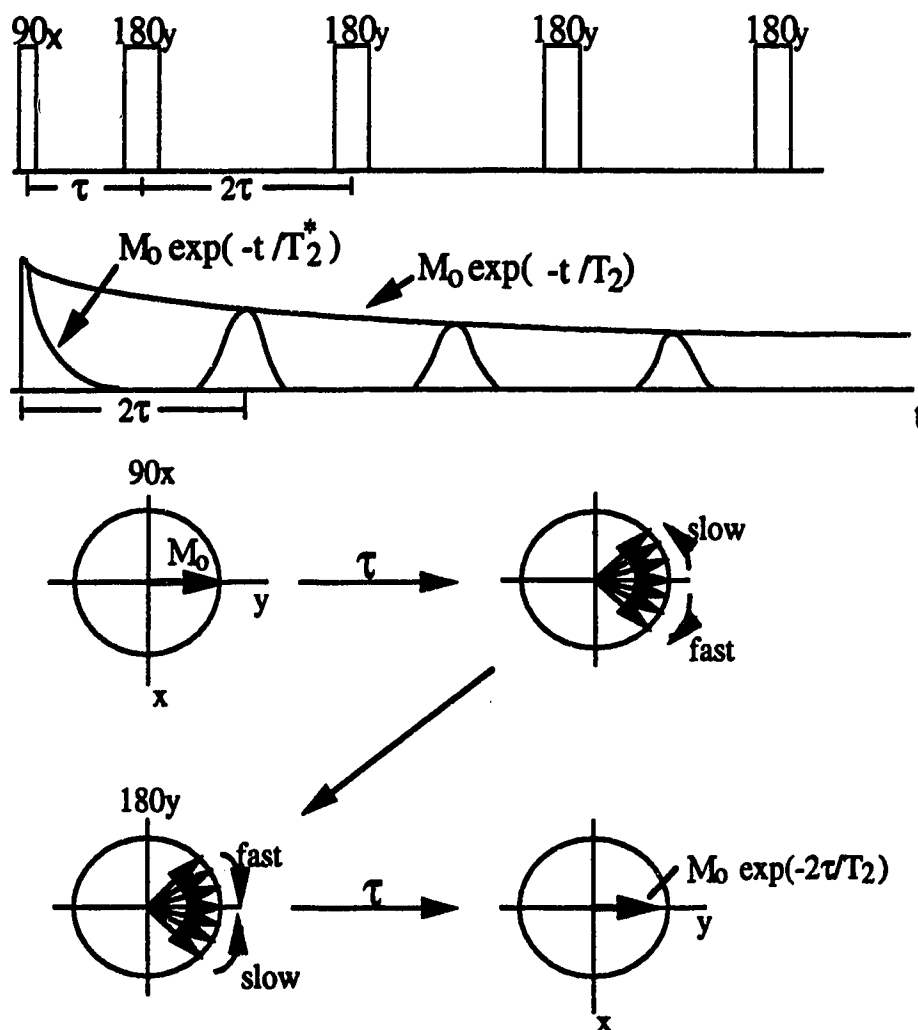 90x 180y 180y 180y 180y
τ 2τ
M₀ exp( -t /T₂*)
M₀ exp( -t/T₂)
2τ
t
90x
M₀
y
x
τ
slow
fast
180y
fast
slow
τ
M₀ exp(-2τ/T₂)
y
x